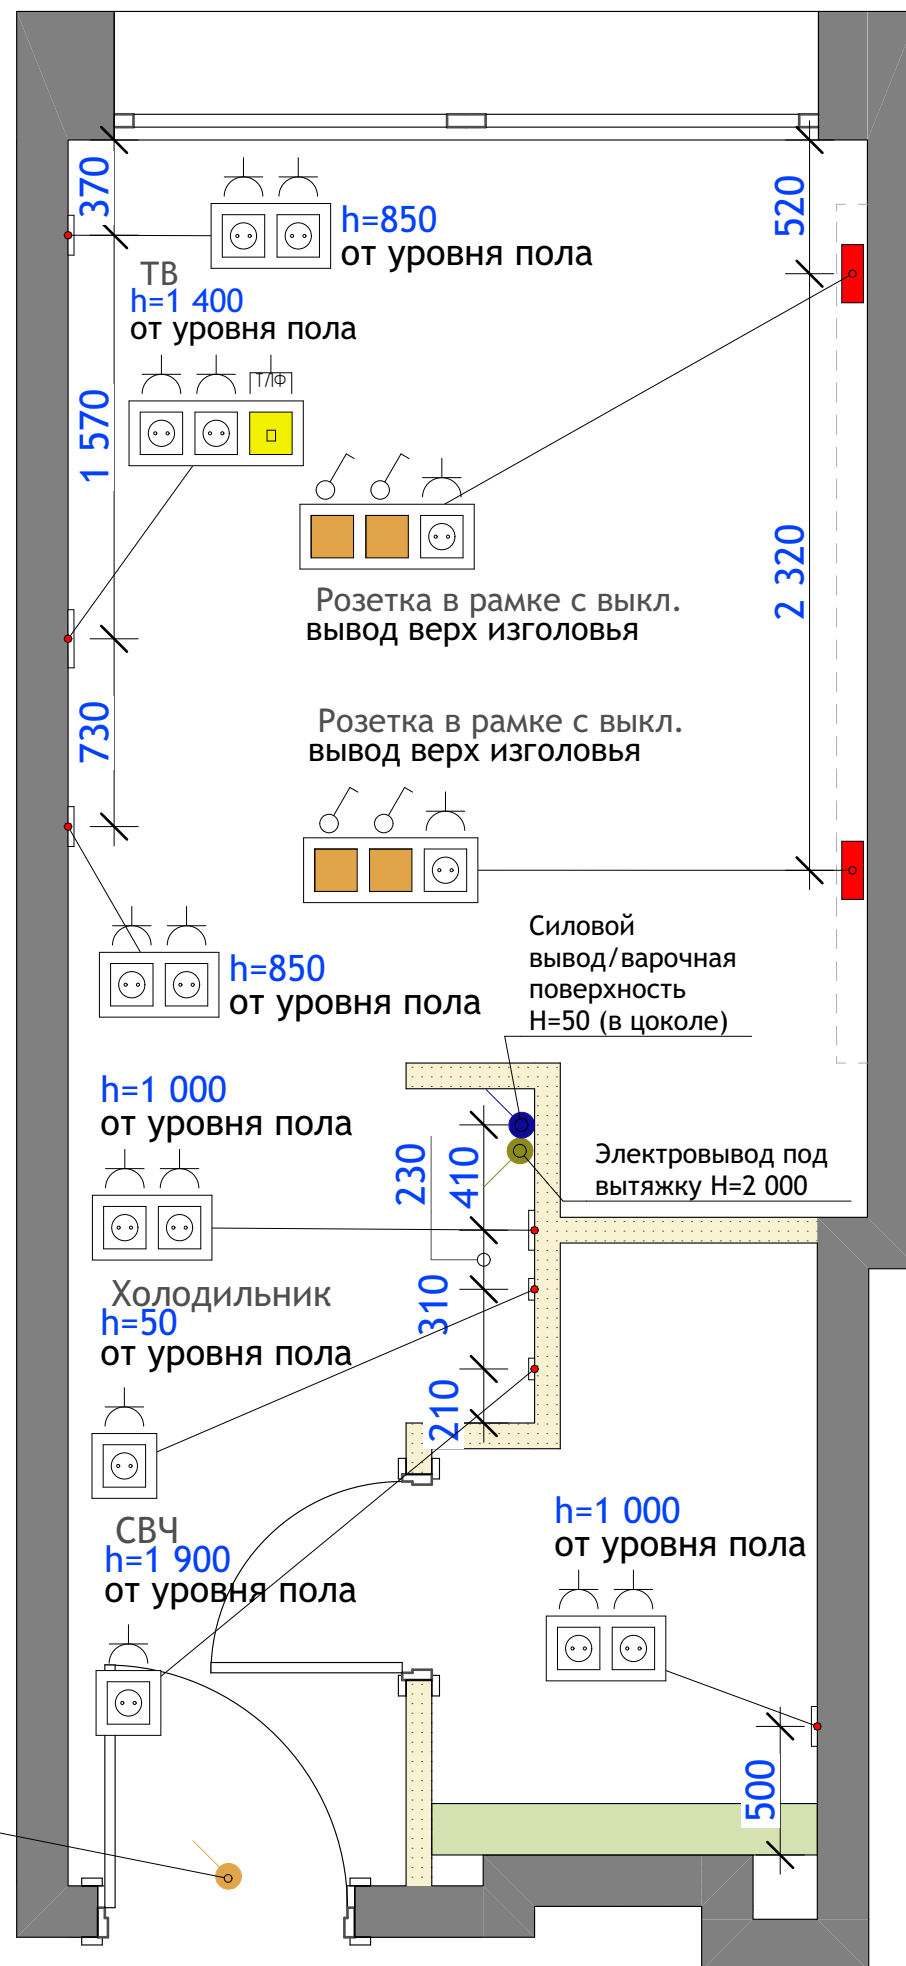 370
520
h=850
от уровня пола
ТВ
h=1 400
от уровня пола
Т/Ф
1 570
2 320
Розетка в рамке с выкл.
вывод верх изголовья
730
Розетка в рамке с выкл.
вывод верх изголовья
h=850
от уровня пола
Силовой
вывод/варочная
поверхность
Н=50 (в цоколе)
h=1 000
от уровня пола
230
410
Электровывод под
вытяжку Н=2 000
Холодильник
h=50
от уровня пола
310
210
СВЧ
h=1 900
от уровня пола
h=1 000
от уровня пола
500